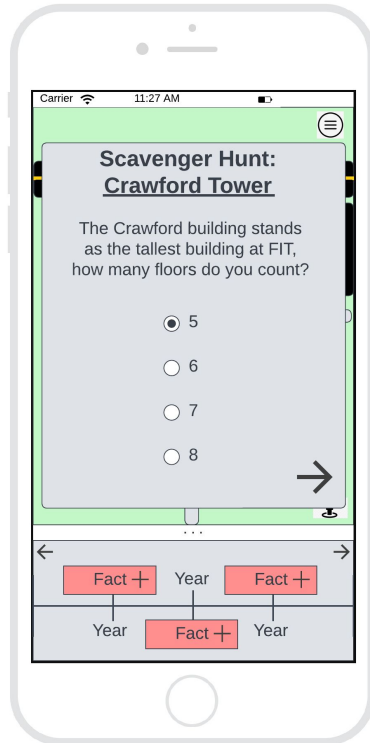 Carrier 11:27 AM
Scavenger Hunt:
Crawford Tower
The Crawford building stands
as the tallest building at FIT,
how many floors do you count?
5
6
7
8
...
Fact + Year Fact +
Year Fact + Year